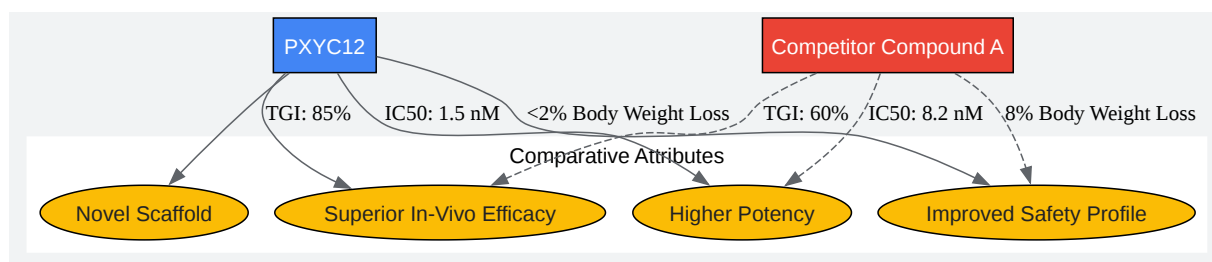 PXYC12
Competitor Compound A
TGI: 85%
IC50: 1.5 nM
<2% Body Weight Loss
TGI: 60%
IC50: 8.2 nM
8% Body Weight Loss
Comparative Attributes
Novel Scaffold
Superior In-Vivo Efficacy
Higher Potency
Improved Safety Profile